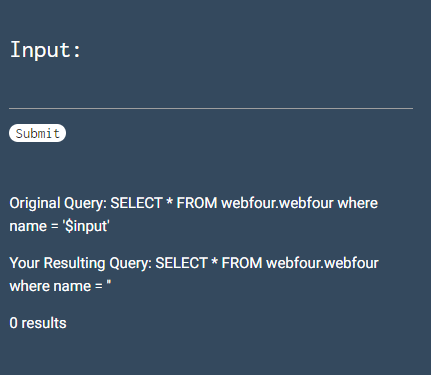 Input:
Submit
Original Query: SELECT * FROM webfour.webfour where
name = '$input'
Your Resulting Query: SELECT * FROM webfour.webfour
where name = ''
0 results